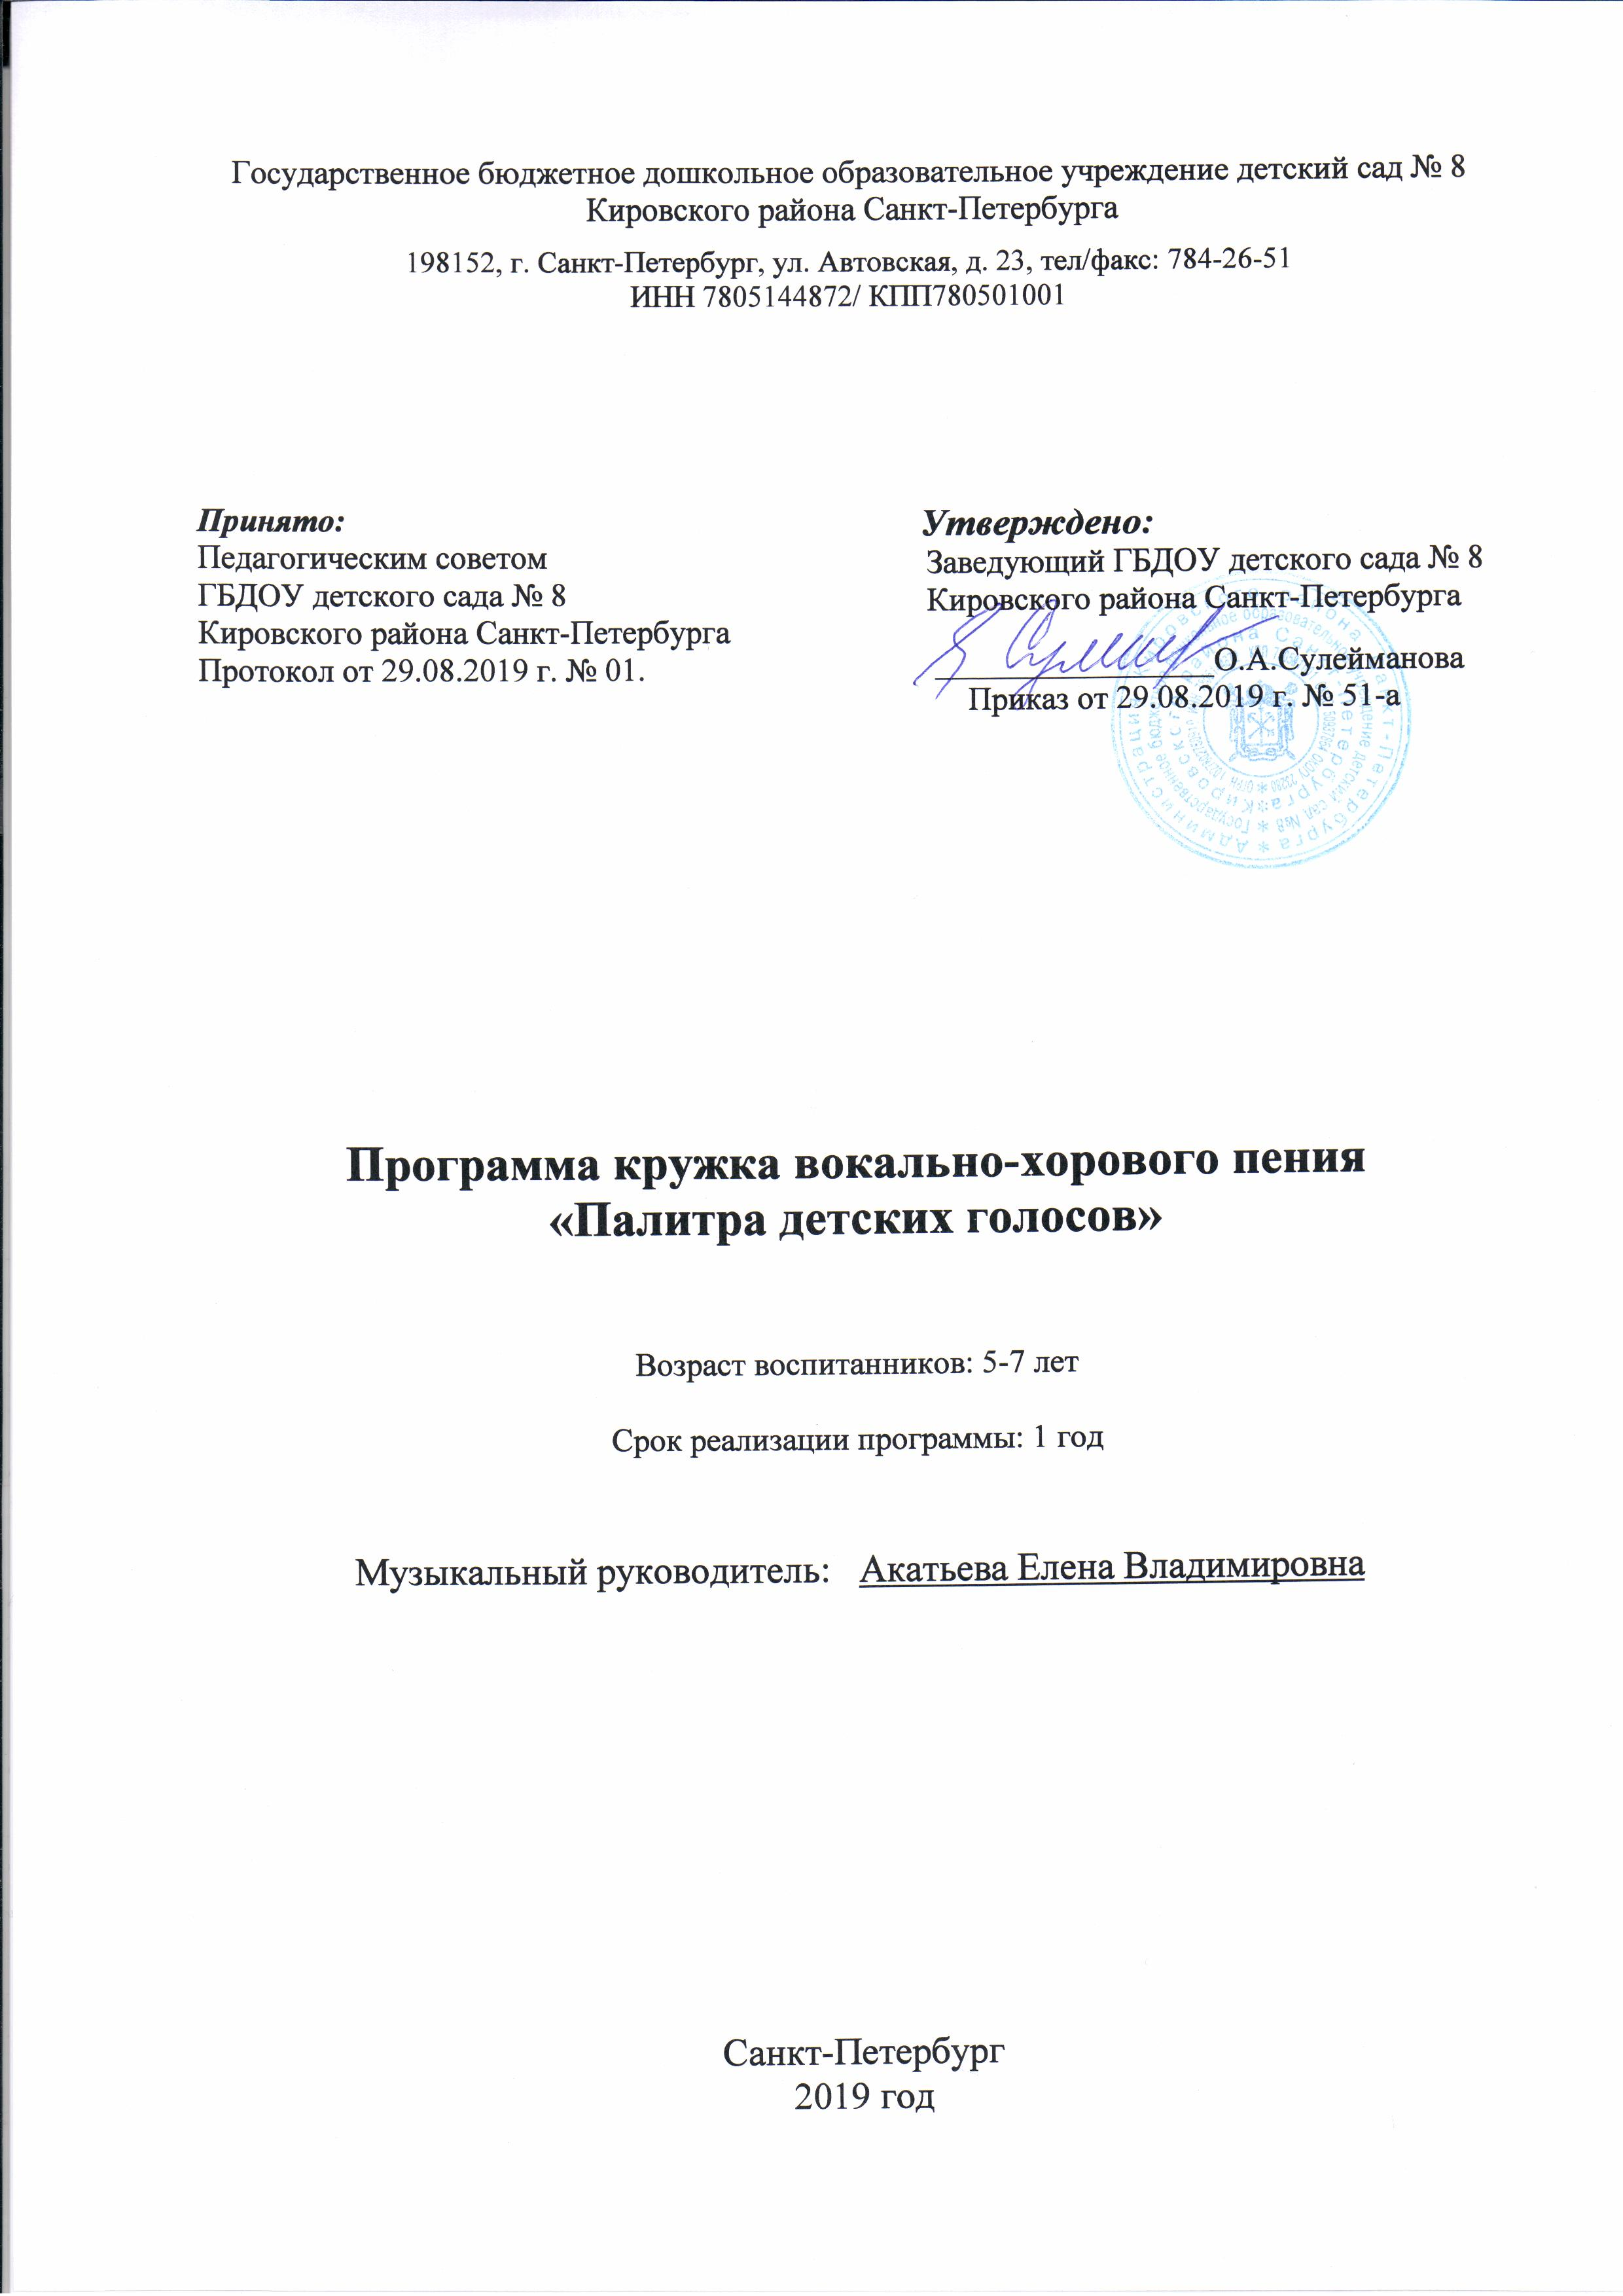 Государственное бюджетное дошкольное образовательное учреждение детский сад № 8
Кировского района Санкт-Петербурга
198152, г. Санкт-Петербург, ул. Автовская, д. 23, тел/факс: 784-26-51
ИНН 7805144872/ КПП780501001
Принято:
Педагогическим советом
ГБДОУ детского сада № 8
Кировского района Санкт-Петербурга
Протокол от 29.08.2019 г. № 01.
Утверждено:
Заведующий ГБДОУ детского сада № 8
Кировского района Санкт-Петербурга
О.А.Сулейманова
Приказ от 29.08.2019 г. № 51-а
Программа кружка вокально-хорового пения
«Палитра детских голосов»
Возраст воспитанников: 5-7 лет
Срок реализации программы: 1 год
Музыкальный руководитель: Акатьева Елена Владимировна
Санкт-Петербург
2019 год